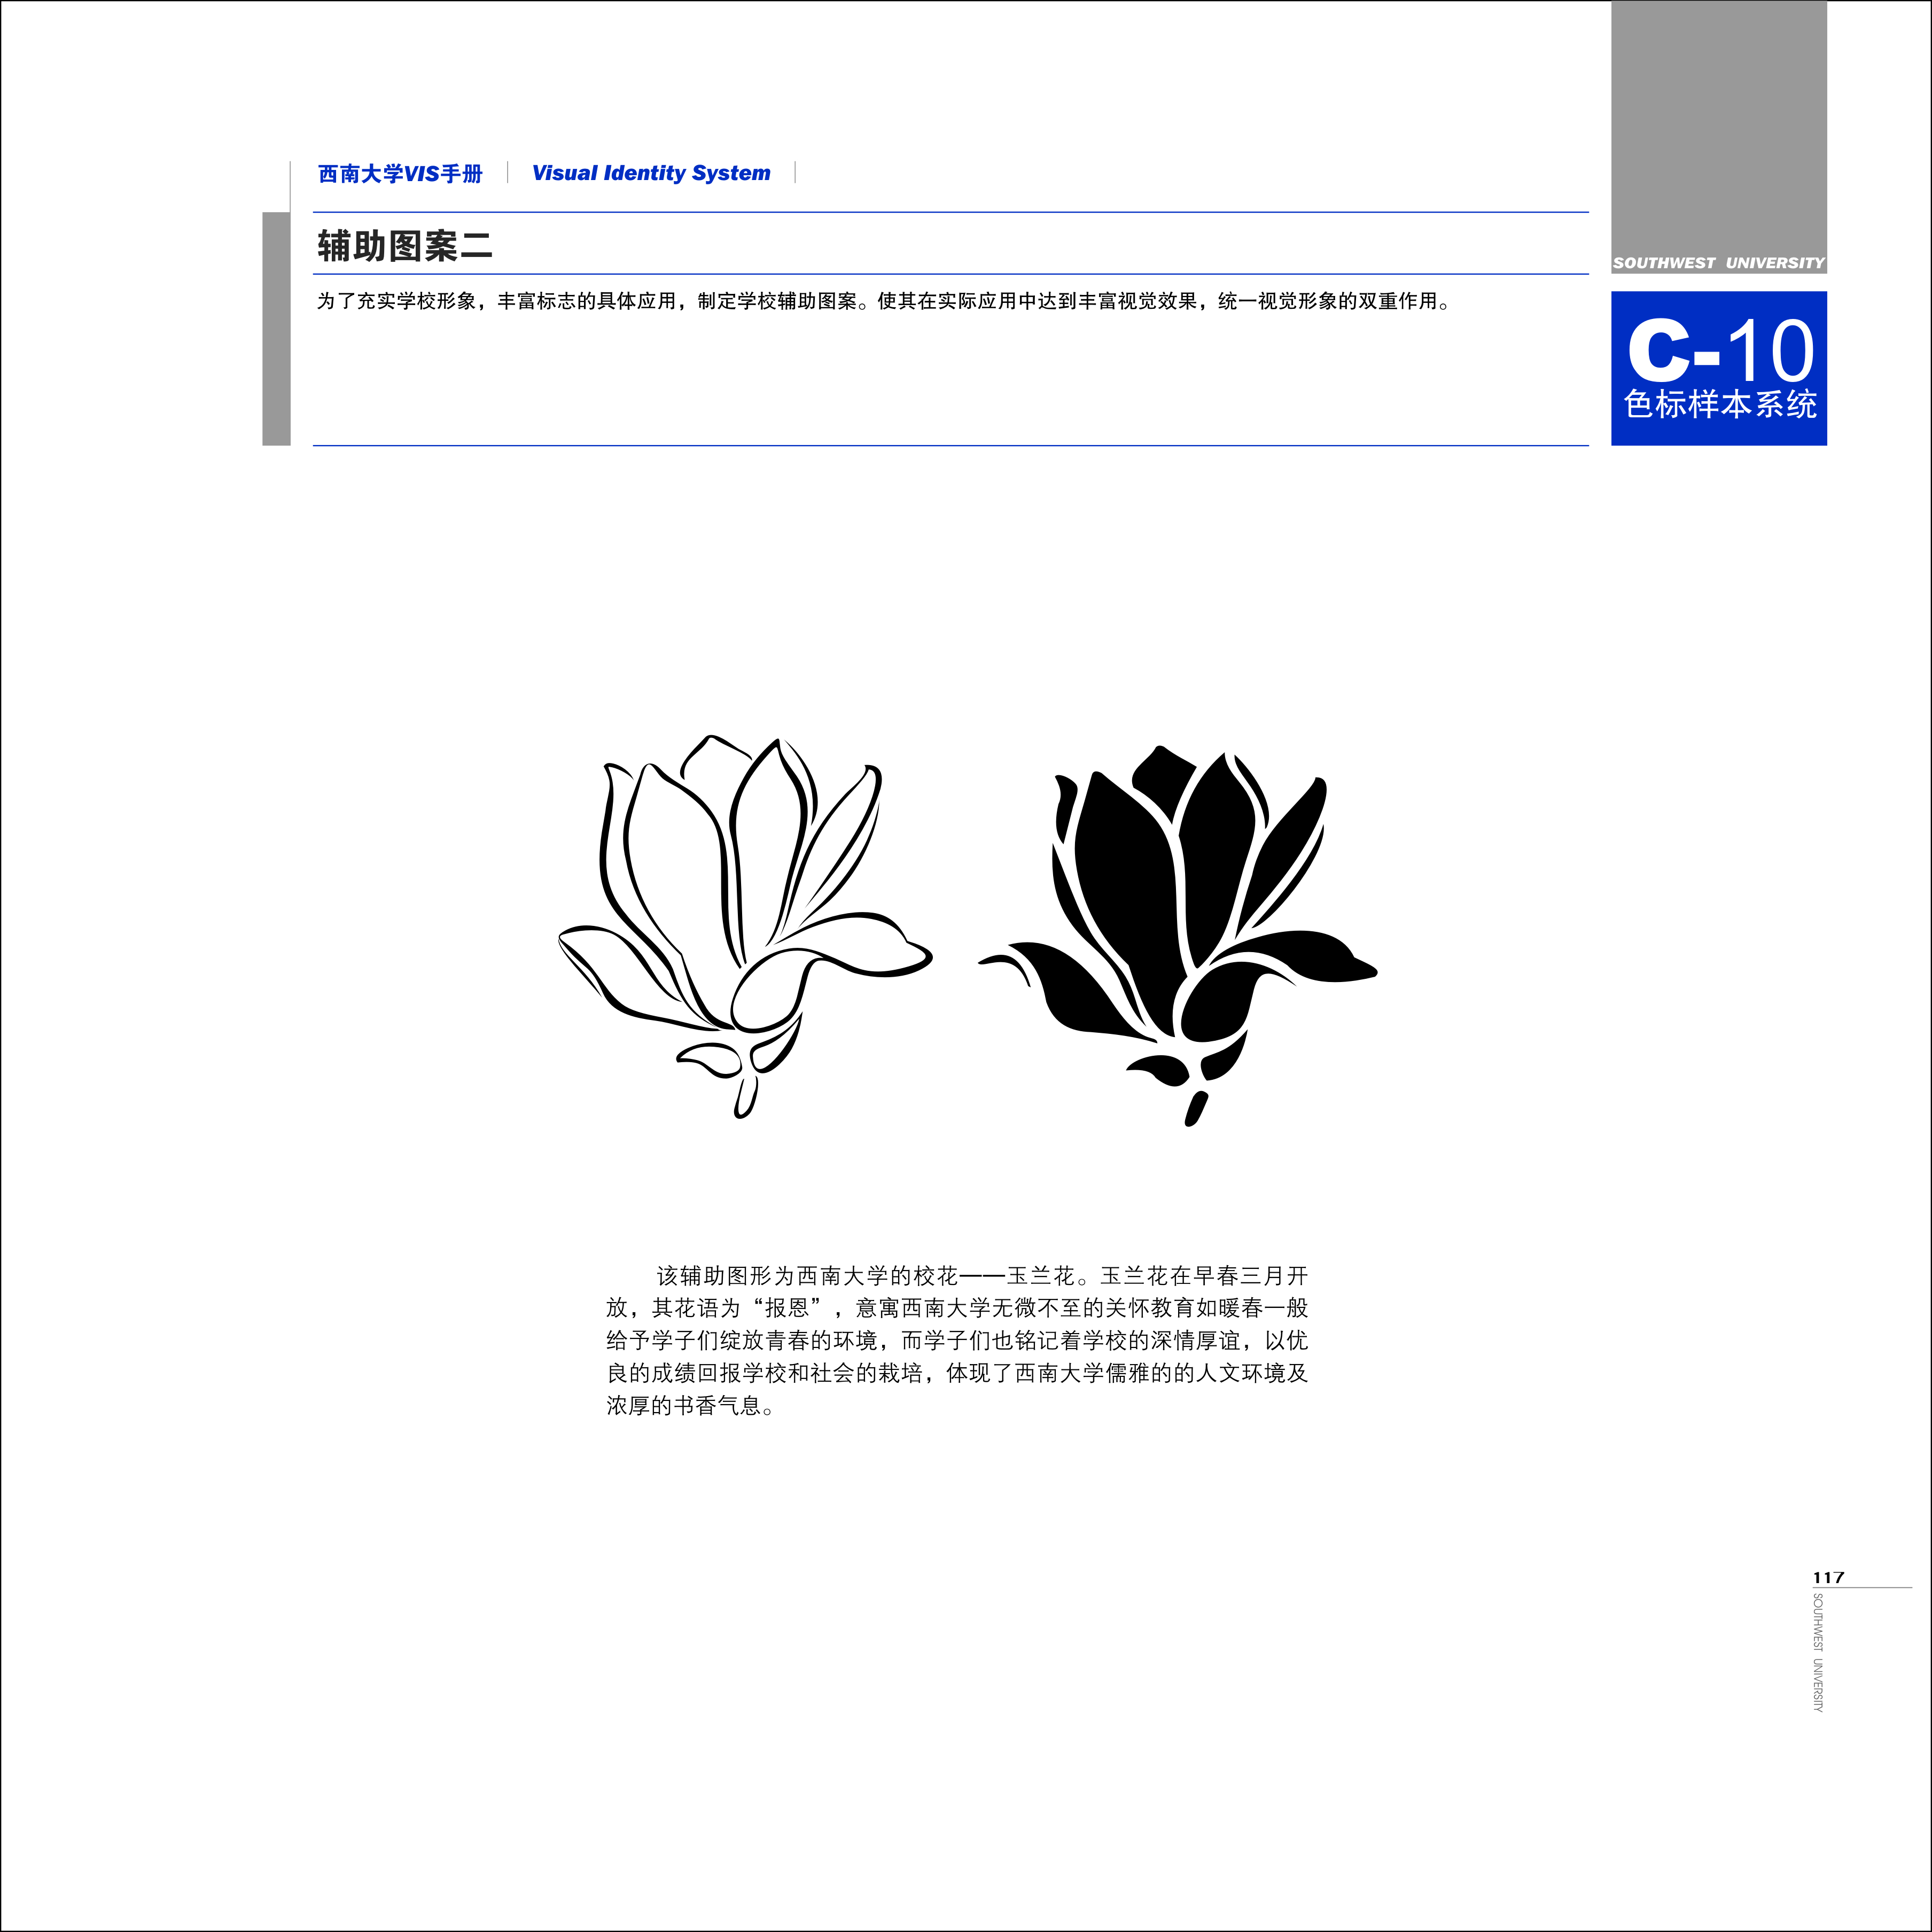 西南大学VIS手册 Visual Identity System
辅助图案二
为了充实学校形象，丰富标志的具体应用，制定学校辅助图案。使其在实际应用中达到丰富视觉效果，统一视觉形象的双重作用。
SOUTHWEST UNIVERSITY
C-10
色标样本系统
该辅助图形为西南大学的校花——玉兰花。玉兰花在早春三月开
放，其花语为“报恩”，意寓西南大学无微不至的关怀教育如暖春一般
给予学子们绽放青春的环境，而学子们也铭记着学校的深情厚谊，以优
良的成绩回报学校和社会的栽培，体现了西南大学儒雅的的人文环境及
浓厚的书香气息。
117
SOUTHWEST UNIVERSITY